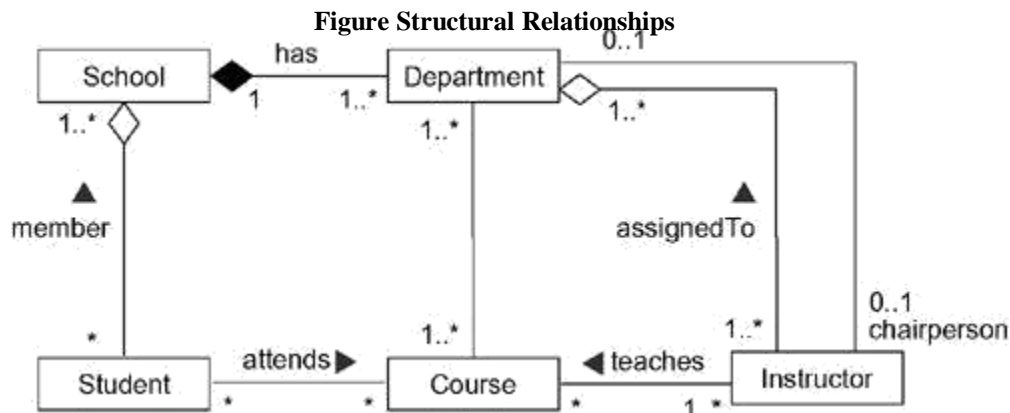 Figure Structural Relationships
has
0..1
School
Department
1
1..*
1..*
1..*
1..*
member
assignedTo
0..1
chairperson
*
1..*
1..*
attends
teaches
Student
Course
Instructor
*
*
*
1..*